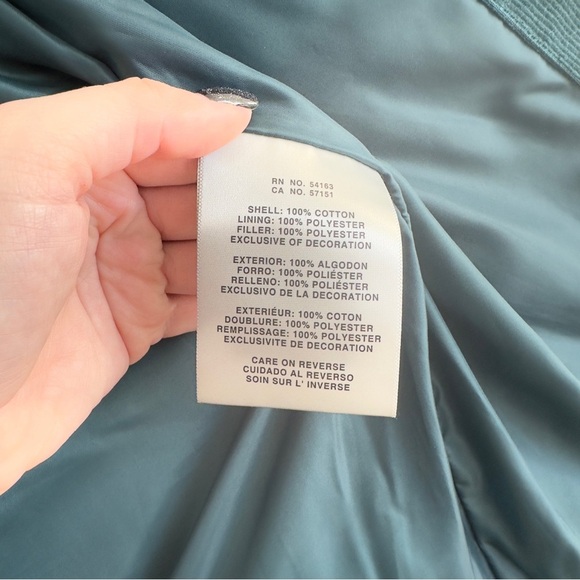 RN NO. 54163
CA NO. 57151
SHELL: 100% COTTON
LINING: 100% POLYESTER
FILLER: 100% POLYESTER
EXCLUSIVE OF DECORATION
EXTERIOR: 100% ALGODON
FORRO: 100% POLIÉSTER
RELLENO: 100% POLIÉSTER
EXCLUSIVO DE LA DECORATION
EXTERIEUR: 100% COTON
DOUBLURE: 100% POLYESTER
REMPLISSAGE: 100% POLYESTER
EXCLUSIVITE DE DECORATION
CARE ON REVERSE
CUIDADO AL REVERSO
SOIN SUR L' INVERSE